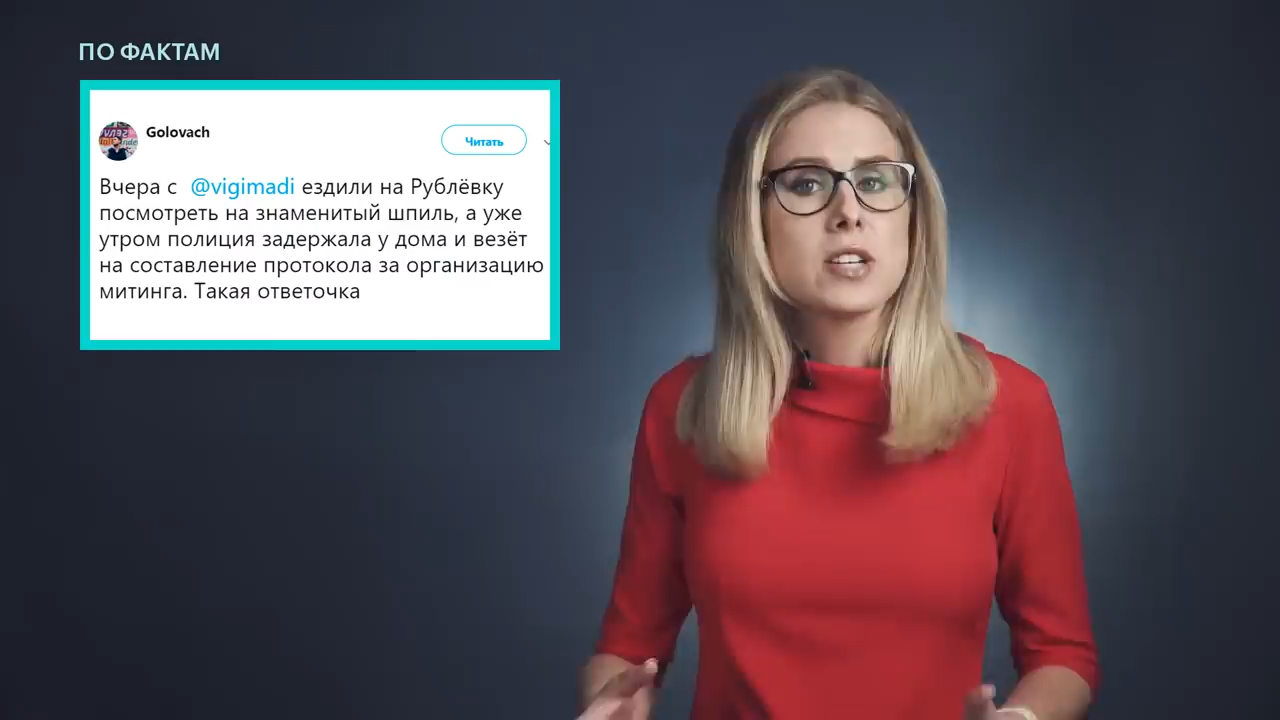 ПО ФАКТАМ
Golovach
Читать
Вчера с @vigimadi ездили на Рублёвку
посмотреть на знаменитый шпиль, а уже
утром полиция задержала у дома и везёт
на составление протокола за организацию
митинга. Такая ответочка